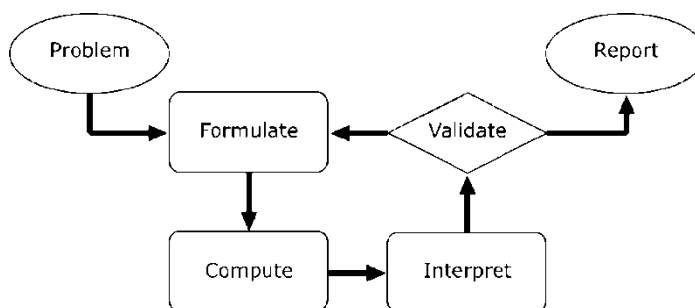 Problem
Report
Formulate
Validate
Compute
Interpret